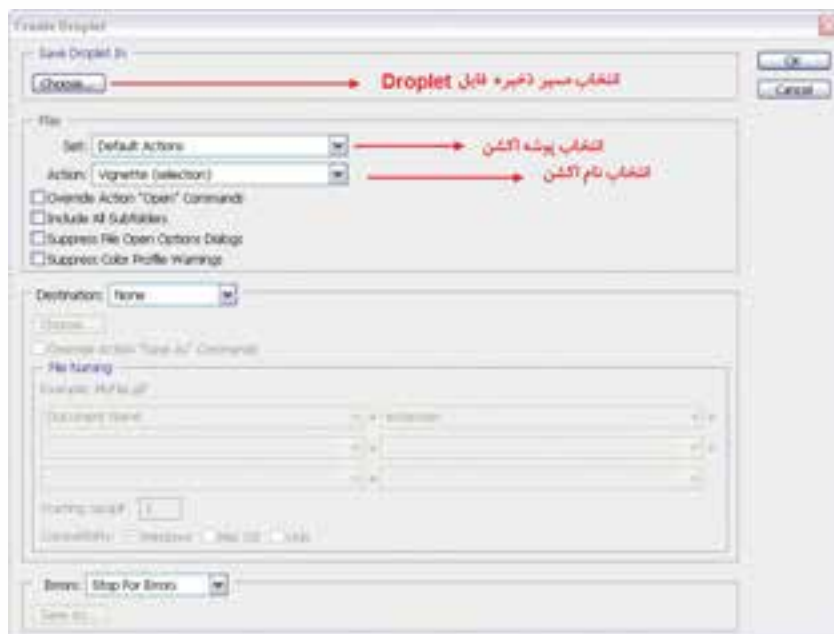 Create Droplet
Save Droplet In
Choose...
انتخاب مسیر ذخیره فایل Droplet
OK
Cancel
Play
Set: Default Actions
انتخاب پوشه اکشن
Action: Vignette (selection)
انتخاب نام اکشن
Override Action "Open" Commands
Include All Subfolders
Suppress File Open Options Dialogs
Suppress Color Profile Warnings
Destination: None
Choose...
Override Action "Save As" Commands
File Naming
Example: MyFile.gif
Document Name + extension +
+ +
+
Starting serial#: 1
Compatibility: Windows Mac OS Unix
Errors: Stop For Errors
Save As...